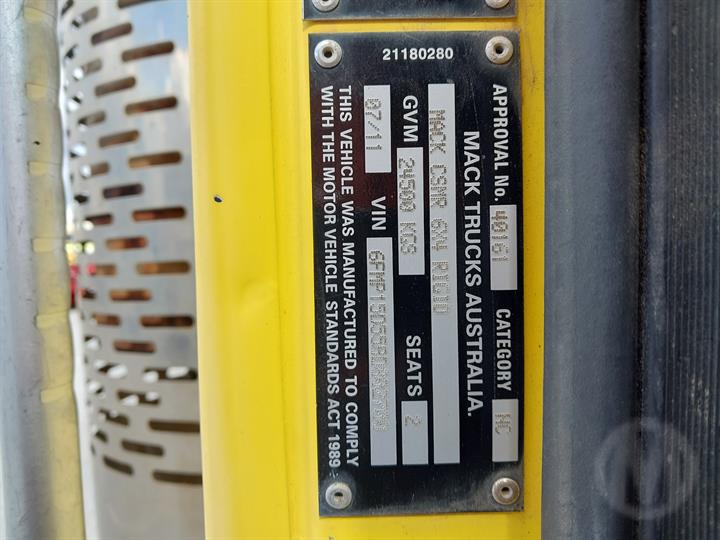 21180280
APPROVAL No. 40161 CATEGORY NC
MACK TRUCKS AUSTRALIA.
MACK CSMR 6X4 RIGID
GVM 24500 KGS SEATS 2
07/11 VIN
THIS VEHICLE WAS MANUFACTURED TO COMPLY
WITH THE MOTOR VEHICLE STANDARDS ACT 1989